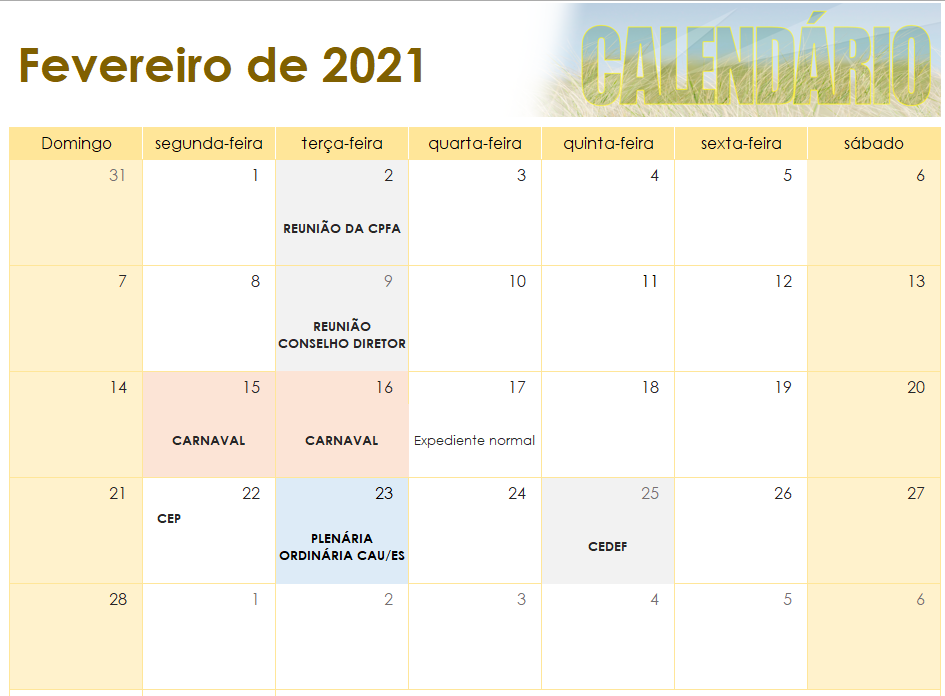 CALENDÁRIO
Fevereiro de 2021
Domingo segunda-feira terça-feira quarta-feira quinta-feira sexta-feira sábado
31 1 2 3 4 5 6
REUNIÃO DA CPFA
7 8 9 10 11 12 13
REUNIÃO
CONSELHO DIRETOR
14 15 16 17 18 19 20
CARNAVAL CARNAVAL Expediente normal
21 22 23 24 25 26 27
CEP
PLENÁRIA
ORDINÁRIA CAU/ES
CEDEF
28 1 2 3 4 5 6